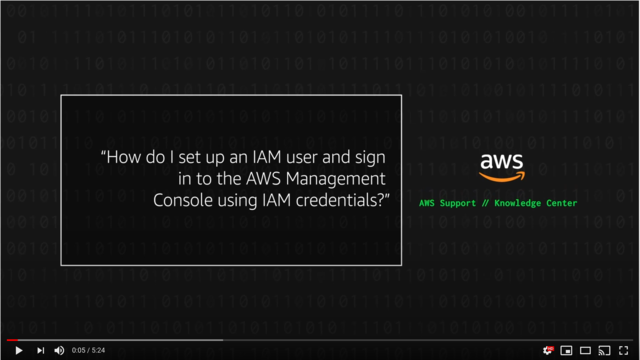 “How do I set up an IAM user and sign
in to the AWS Management
Console using IAM credentials?”
aws
AWS Support // Knowledge Center
0:05 / 5:24